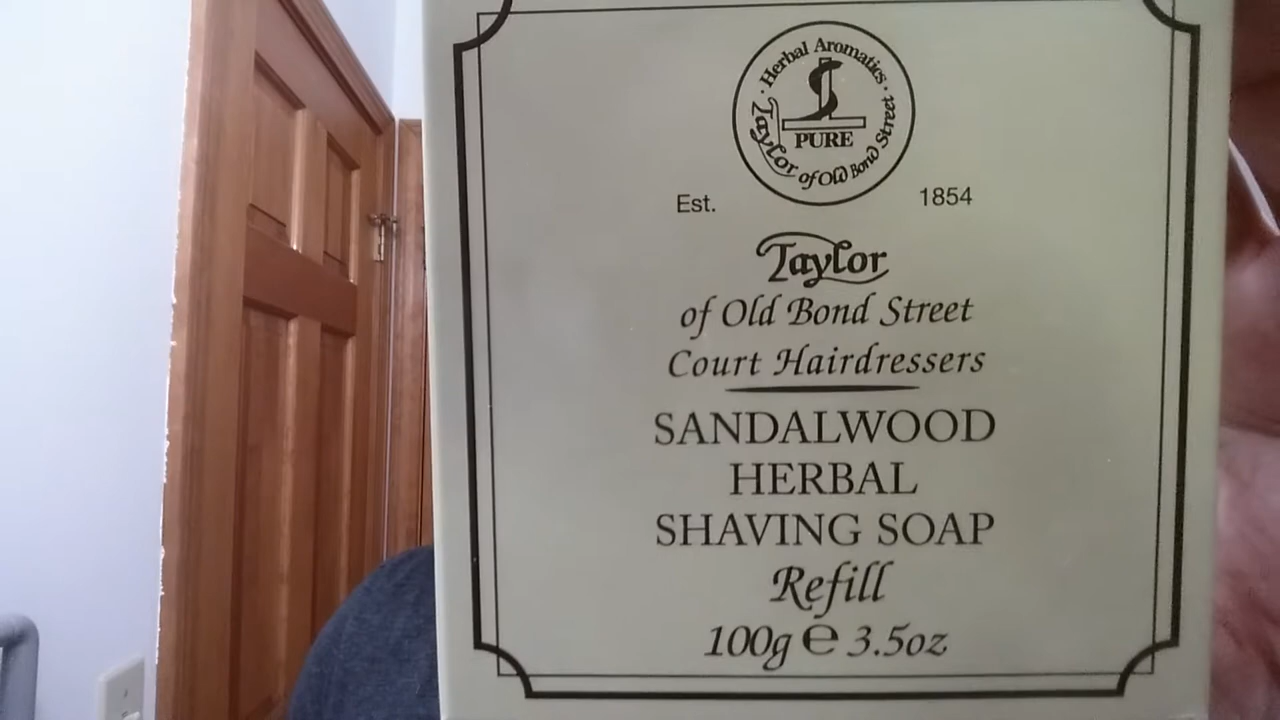 · Herbal Aromatics ·
PURE
Taylor of Old Bond Street
Est. 1854
Taylor
of Old Bond Street
Court Hairdressers
SANDALWOOD
HERBAL
SHAVING SOAP
Refill
100g ℮ 3.5oz